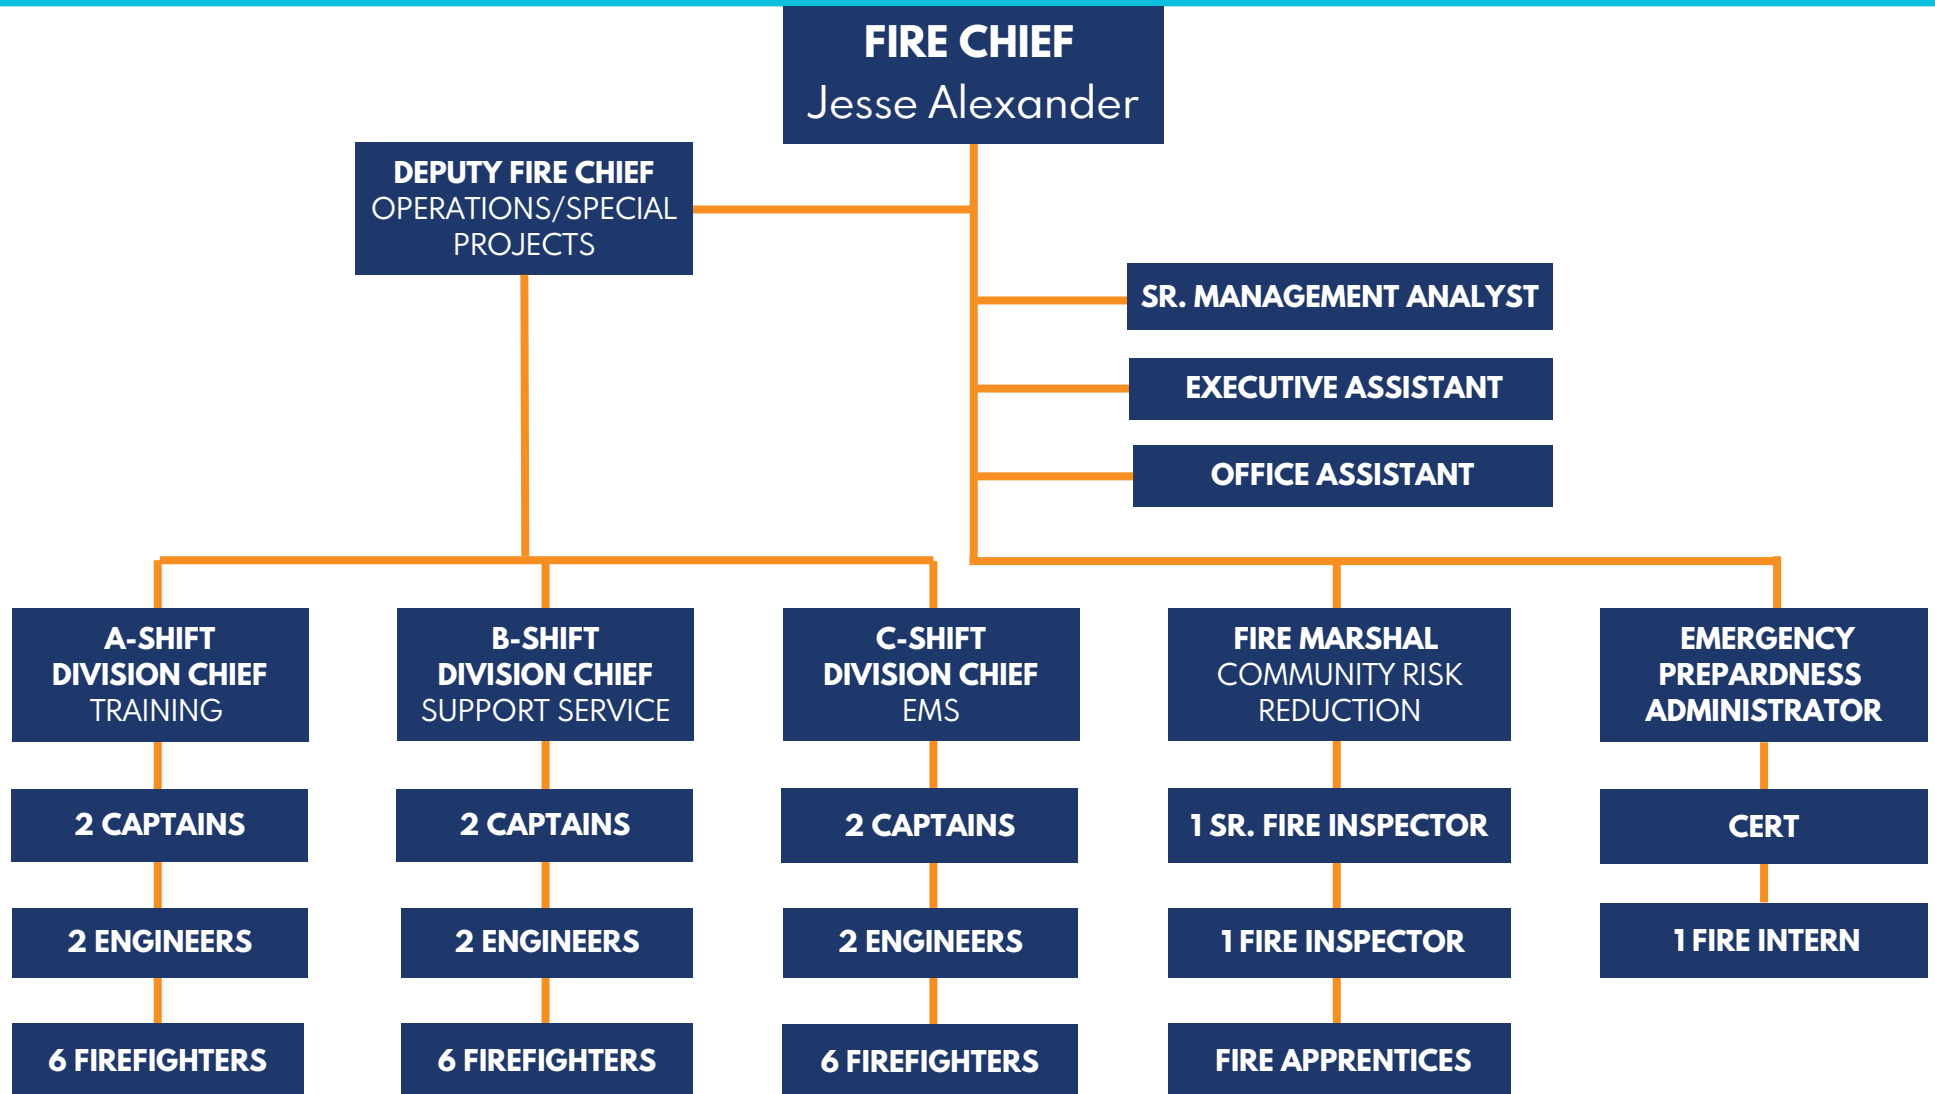 FIRE CHIEF
Jesse Alexander
DEPUTY FIRE CHIEF
OPERATIONS/SPECIAL
PROJECTS
SR. MANAGEMENT ANALYST
EXECUTIVE ASSISTANT
OFFICE ASSISTANT
A-SHIFT
DIVISION CHIEF
TRAINING
2 CAPTAINS
2 ENGINEERS
6 FIREFIGHTERS
B-SHIFT
DIVISION CHIEF
SUPPORT SERVICE
2 CAPTAINS
2 ENGINEERS
6 FIREFIGHTERS
C-SHIFT
DIVISION CHIEF
EMS
2 CAPTAINS
2 ENGINEERS
6 FIREFIGHTERS
FIRE MARSHAL
COMMUNITY RISK
REDUCTION
1 SR. FIRE INSPECTOR
1 FIRE INSPECTOR
FIRE APPRENTICES
EMERGENCY
PREPARDNESS
ADMINISTRATOR
CERT
1 FIRE INTERN